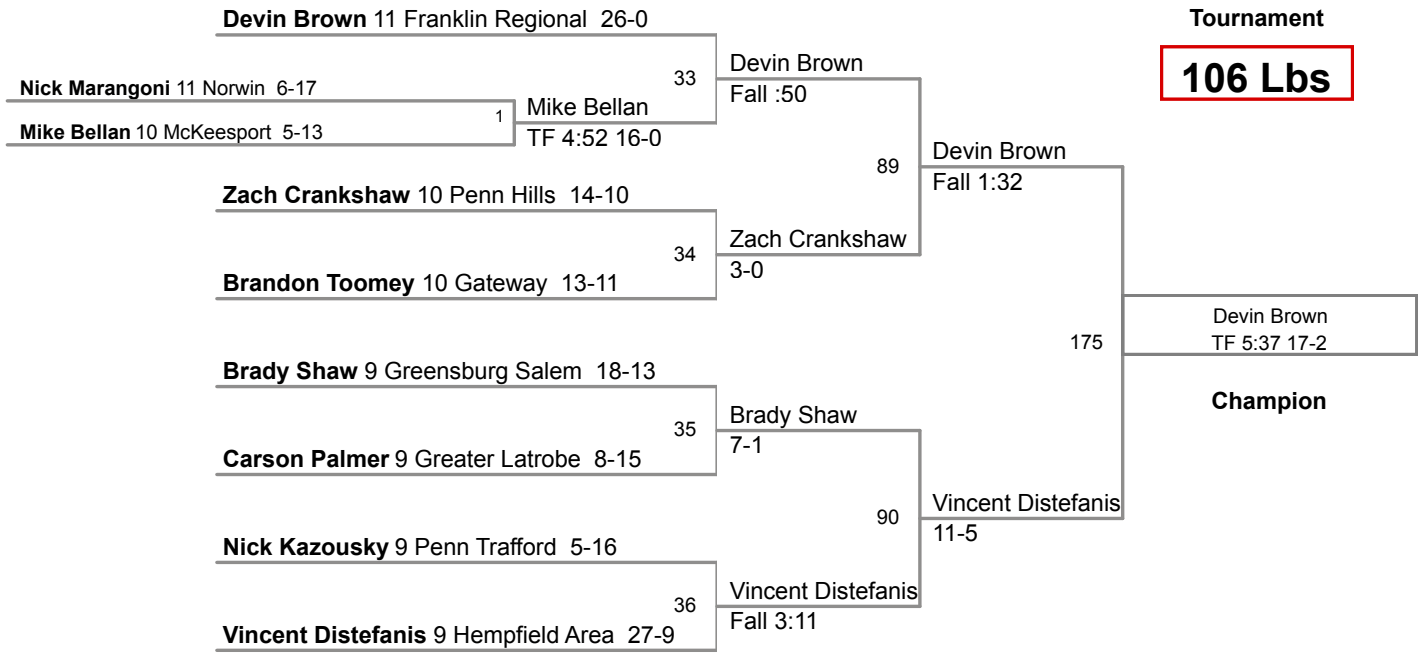 Devin Brown 11 Franklin Regional 26-0
Tournament
106 Lbs
Nick Marangoni 11 Norwin 6-17
1
Mike Bellan 10 McKeesport 5-13
33
Devin Brown
Fall :50
Mike Bellan
TF 4:52 16-0
89
Devin Brown
Fall 1:32
Zach Crankshaw 10 Penn Hills 14-10
34
Zach Crankshaw
3-0
Brandon Toomey 10 Gateway 13-11
175
Devin Brown
TF 5:37 17-2
Champion
Brady Shaw 9 Greensburg Salem 18-13
35
Brady Shaw
7-1
Carson Palmer 9 Greater Latrobe 8-15
90
Vincent Distefanis
11-5
Nick Kazousky 9 Penn Trafford 5-16
36
Vincent Distefanis
Fall 3:11
Vincent Distefanis 9 Hempfield Area 27-9